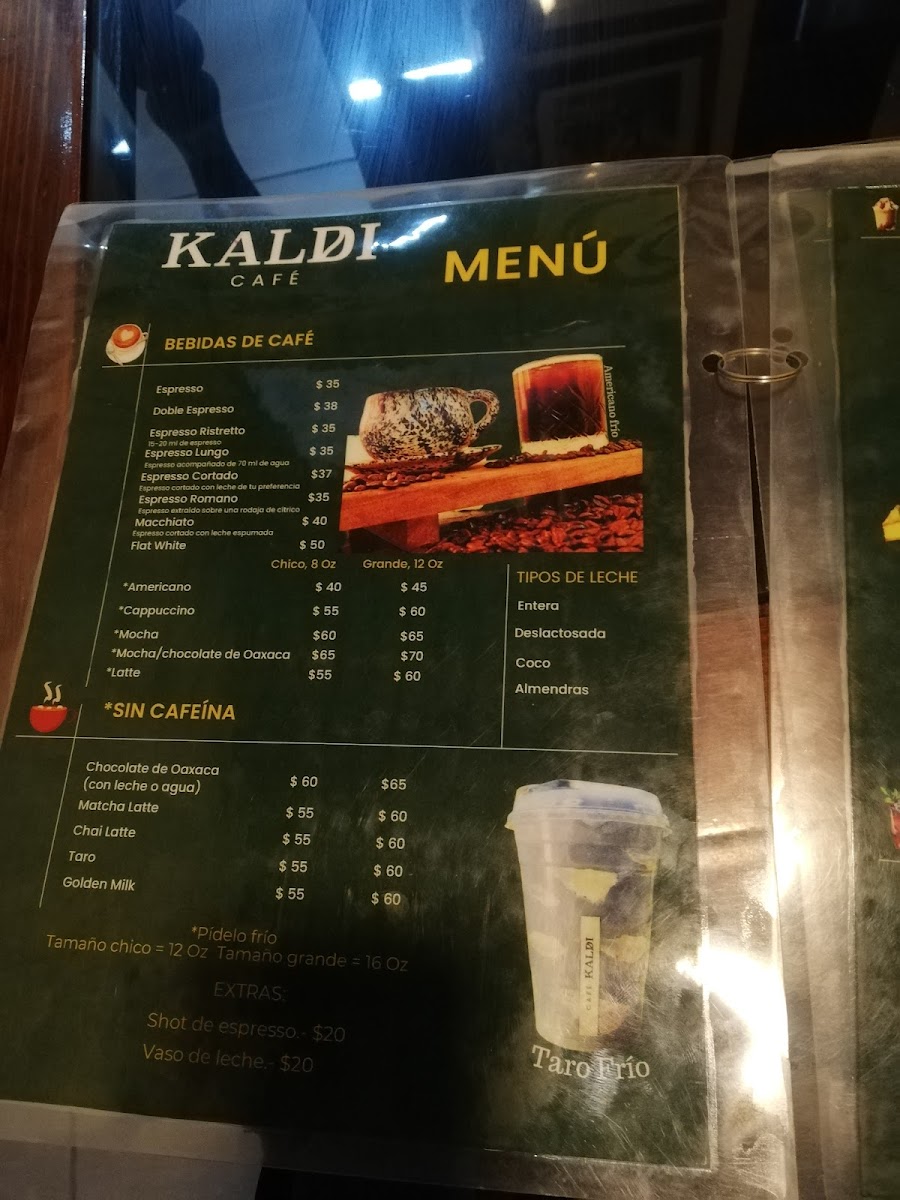 KALDI
CAFÉ
MENÚ
BEBIDAS DE CAFÉ
Espresso $ 35
Doble Espresso $ 38
Espresso Ristretto $ 35
15-20 ml de espresso
Espresso Lungo $ 35
Espresso acompañado de 70 ml de agua
Espresso Cortado $37
Espresso cortado con leche de tu preferencia
Espresso Romano $35
Espresso extraído sobre una rodaja de cítrico
Macchiato $ 40
Espresso cortado con leche espumada
Flat White $ 50
Americano frío
Chico, 8 Oz Grande, 12 Oz
*Americano $ 40 $ 45
*Cappuccino $ 55 $ 60
*Mocha $60 $65
*Mocha/chocolate de Oaxaca $65 $70
*Latte $55 $ 60
TIPOS DE LECHE
Entera
Deslactosada
Coco
Almendras
*SIN CAFEÍNA
Chocolate de Oaxaca
(con leche o agua) $ 60 $65
Matcha Latte $ 55 $ 60
Chai Latte $ 55 $ 60
Taro $ 55 $ 60
Golden Milk $ 55 $ 60
*Pídelo frío
Tamaño chico = 12 Oz Tamaño grande = 16 Oz
EXTRAS:
Shot de espresso.- $20
Vaso de leche.- $20
CAFÉ KALDI
Taro Frío